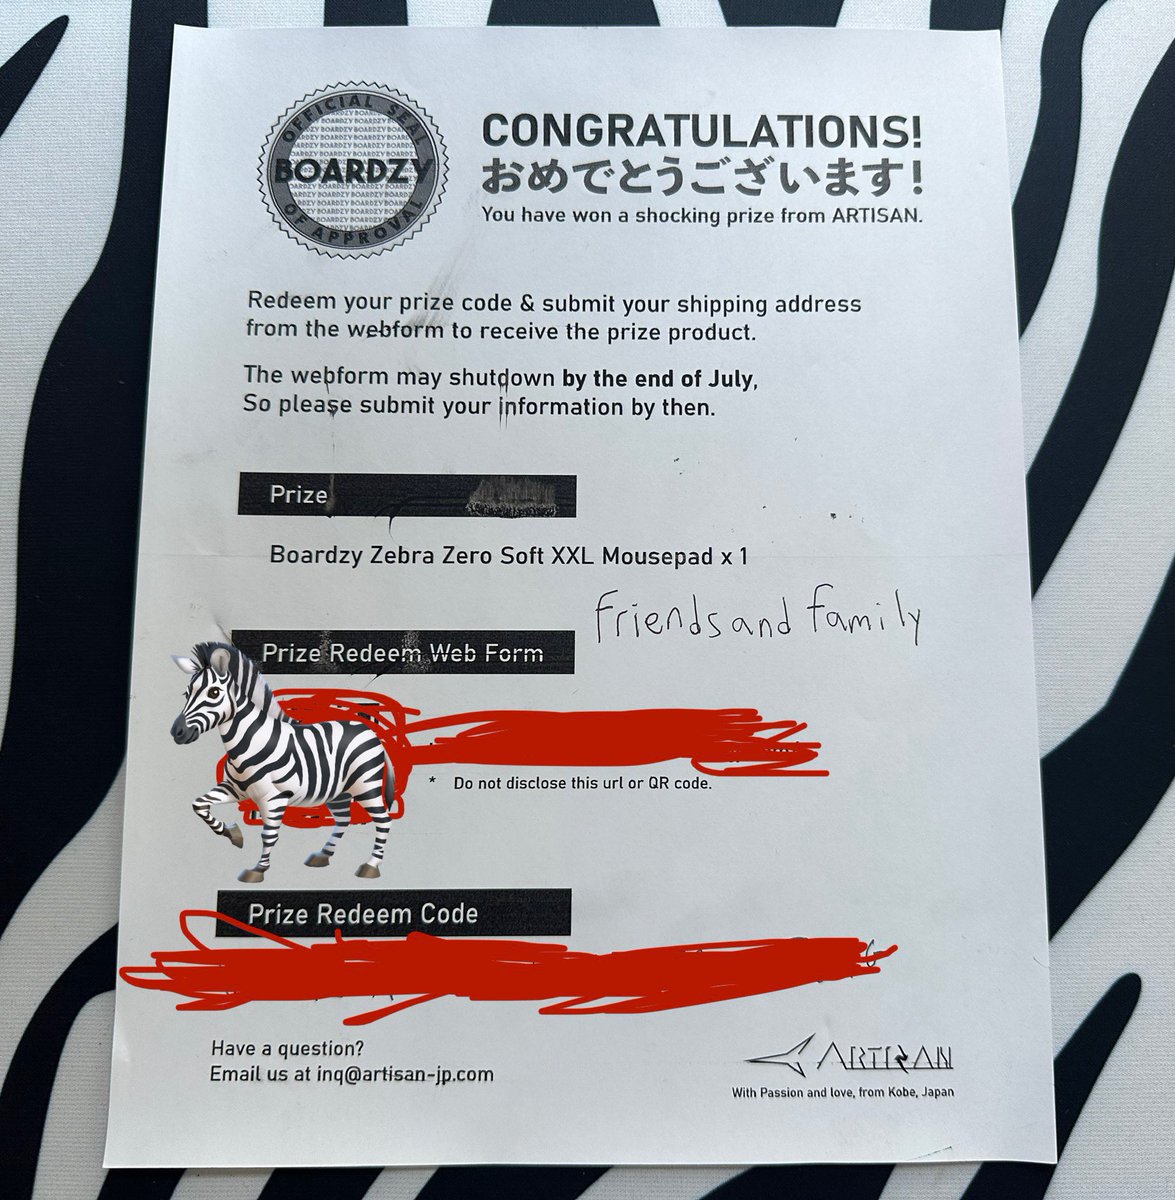 OFFICIAL SEAL
BOARDZY
OF APPROVAL
CONGRATULATIONS!
おめでとうございます!
You have won a shocking prize from ARTISAN.
Redeem your prize code & submit your shipping address
from the webform to receive the prize product.
The webform may shutdown by the end of July,
So please submit your information by then.
Prize
Boardzy Zebra Zero Soft XXL Mousepad x 1
Friends and family
Prize Redeem Web Form
* Do not disclose this url or QR code.
Prize Redeem Code
Have a question?
Email us at inq@artisan-jp.com
ARTISAN
With Passion and love, from Kobe, Japan